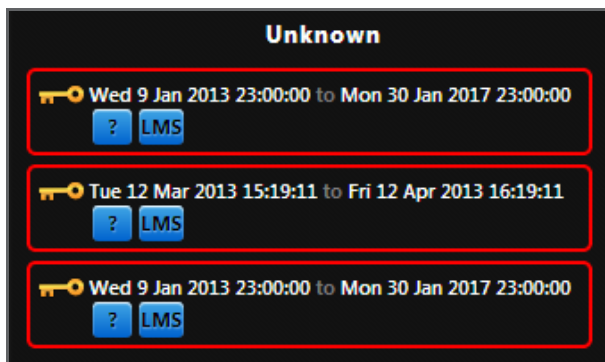 Unknown
Wed 9 Jan 2013 23:00:00 to Mon 30 Jan 2017 23:00:00
? LMS
Tue 12 Mar 2013 15:19:11 to Fri 12 Apr 2013 16:19:11
? LMS
Wed 9 Jan 2013 23:00:00 to Mon 30 Jan 2017 23:00:00
? LMS